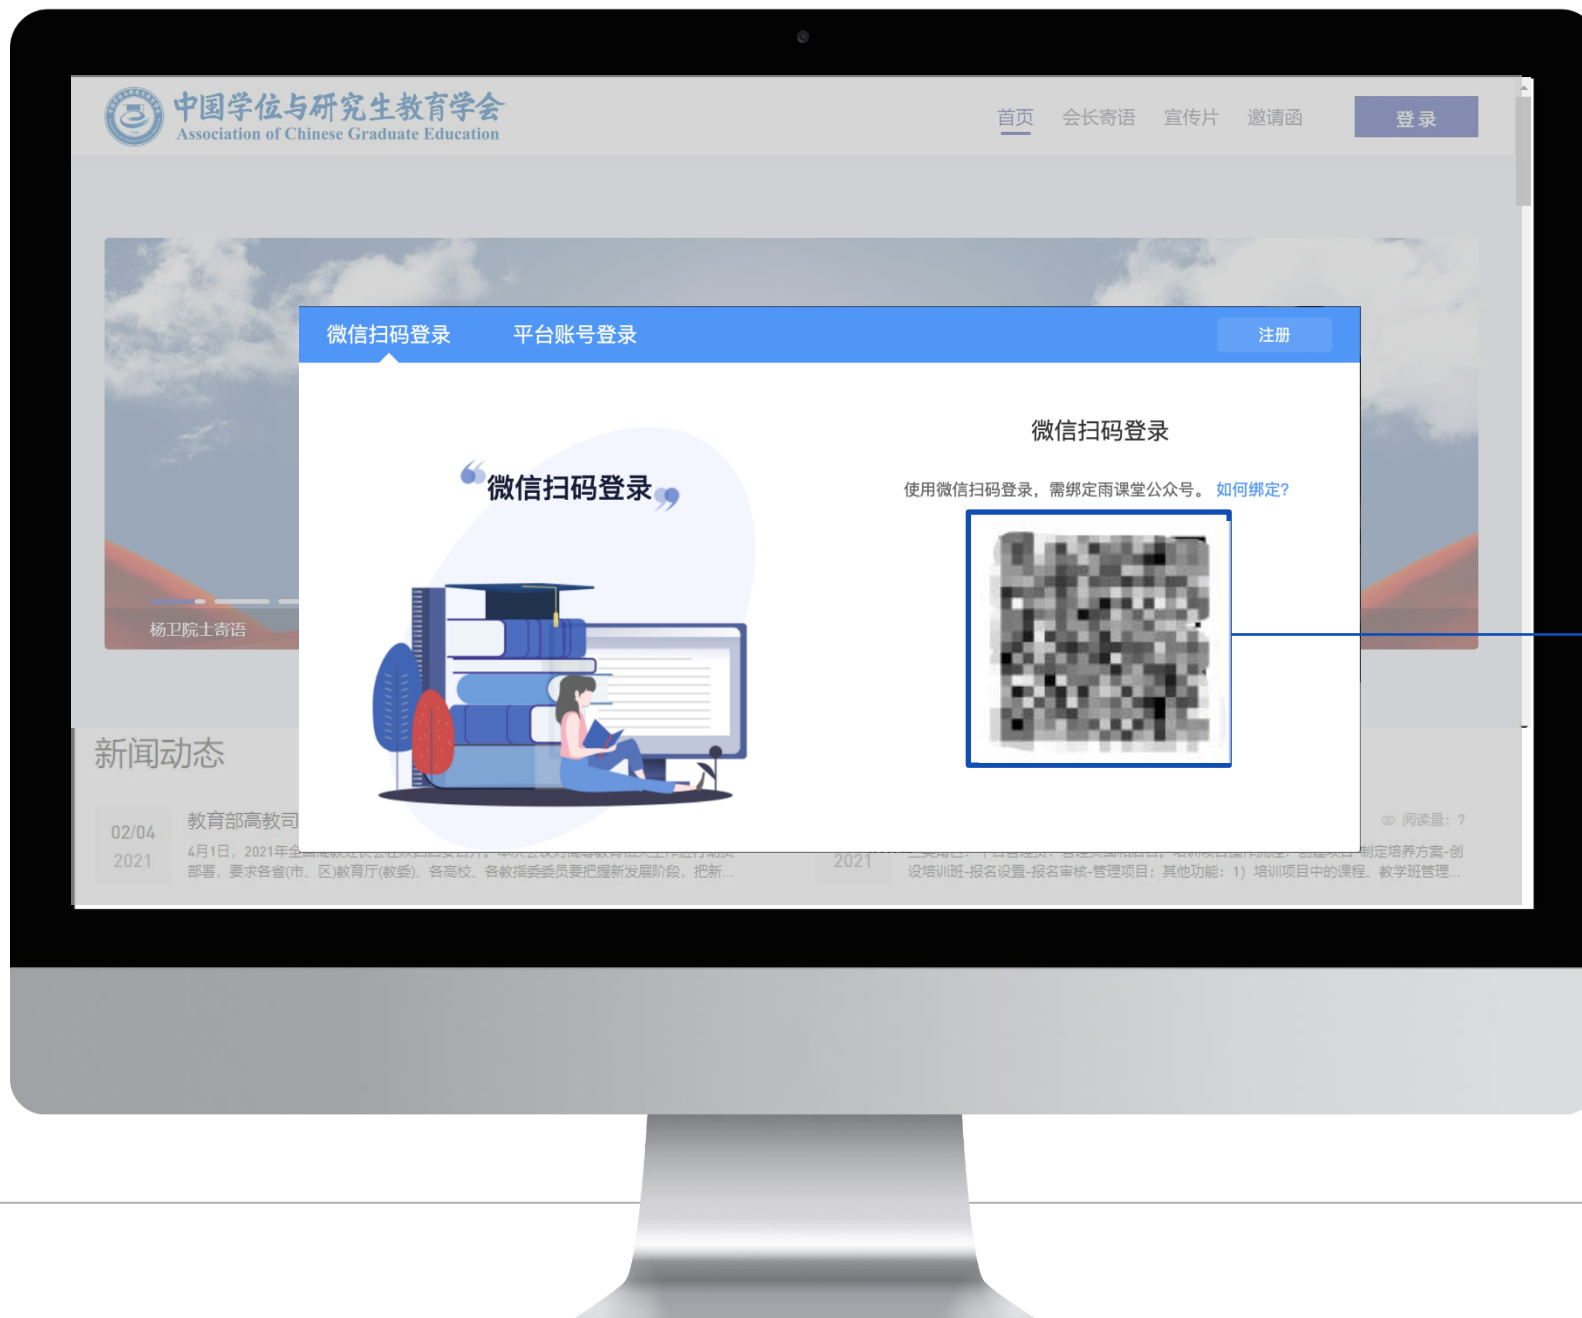 中国学位与研究生教育学会
Association of Chinese Graduate Education
首页 会长寄语 宣传片 邀请函 登录
微信扫码登录 平台账号登录 注册
微信扫码登录
使用微信扫码登录，需绑定雨课堂公众号。 如何绑定?
微信扫码登录
杨卫院士寄语
新闻动态
02/04
2021
教育部高教司
4月1日，2021年全
部署，要求各省(市、区)教育厅(教委)、各高校、各教指委委员要把握新发展阶段，把新...
阅读量：7
2021
制定培养方案-创
设培训班-报名设置-报名审核-管理项目；其他功能：1）培训项目中的课程、教学班管理...